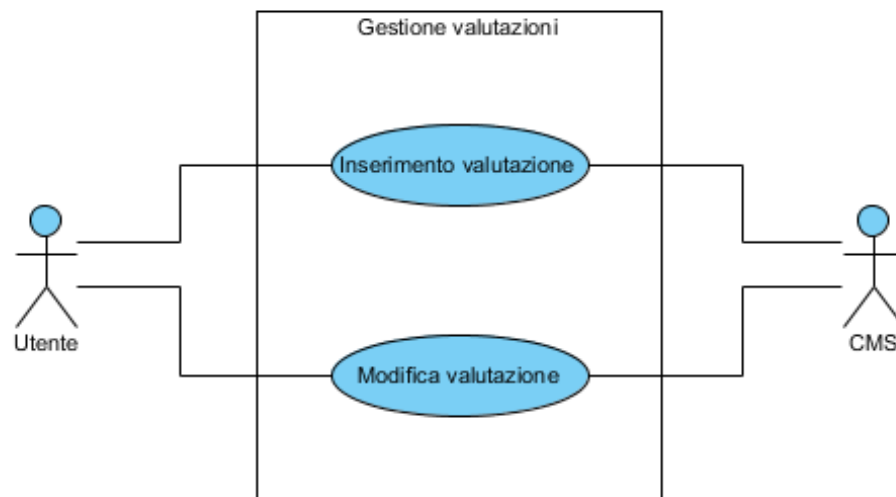 Gestione valutazioni
Inserimento valutazione
Utente
CMS
Modifica valutazione